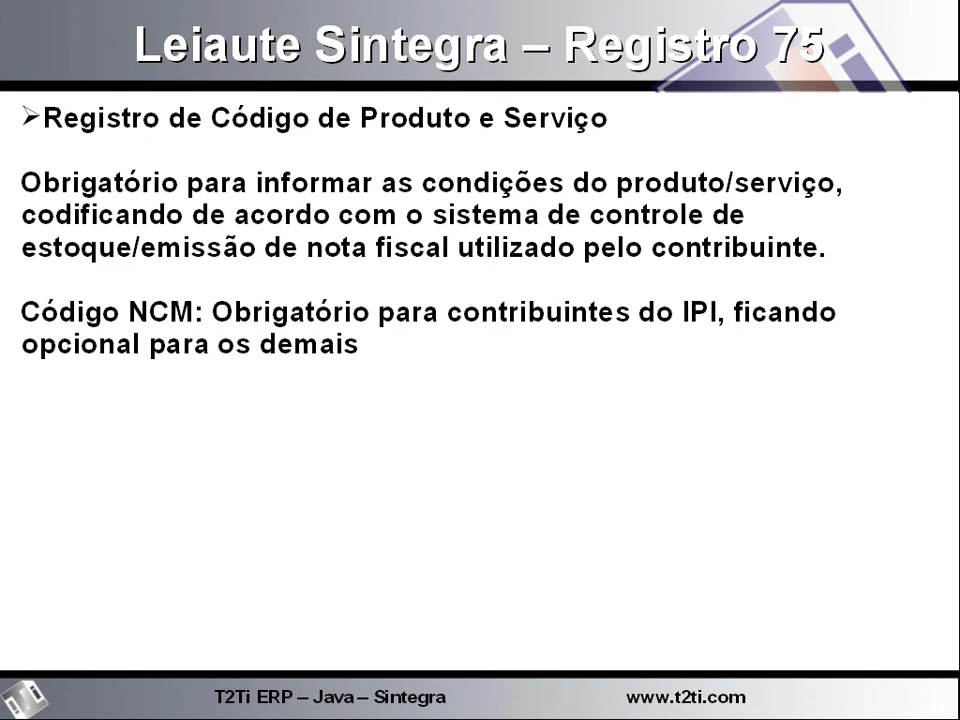 Leiaute Sintegra – Registro 75
Registro de Código de Produto e Serviço
Obrigatório para informar as condições do produto/serviço,
codificando de acordo com o sistema de controle de
estoque/emissão de nota fiscal utilizado pelo contribuinte.
Código NCM: Obrigatório para contribuintes do IPI, ficando
opcional para os demais
T2Ti ERP – Java – Sintegra
www.t2ti.com